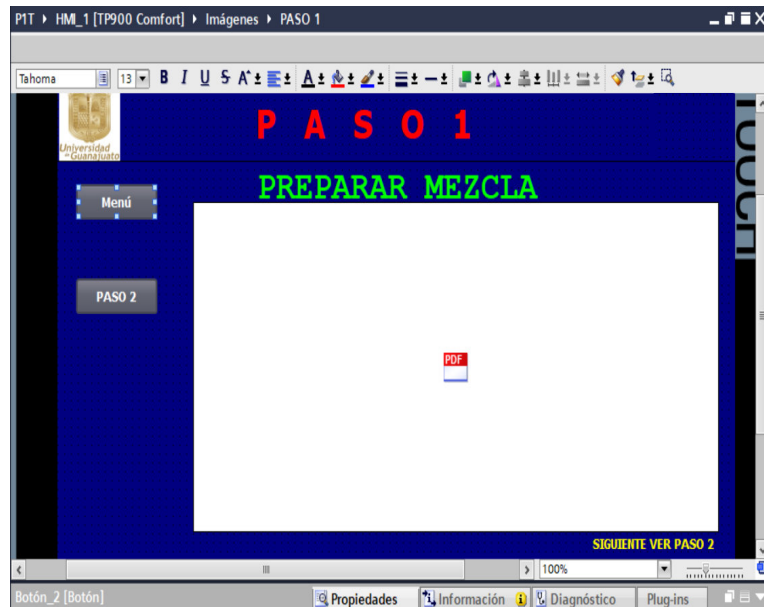 P1T ▸ HMI_1 [TP900 Comfort] ▸ Imágenes ▸ PASO 1
Tahoma 13 B I U S A A
Universidad
de Guanajuato
P A S O 1
TOUCH
PREPARAR MEZCLA
Menú
PASO 2
PDF
SIGUIENTE VER PASO 2
100%
Botón_2 [Botón] Propiedades Información Diagnóstico Plug-ins